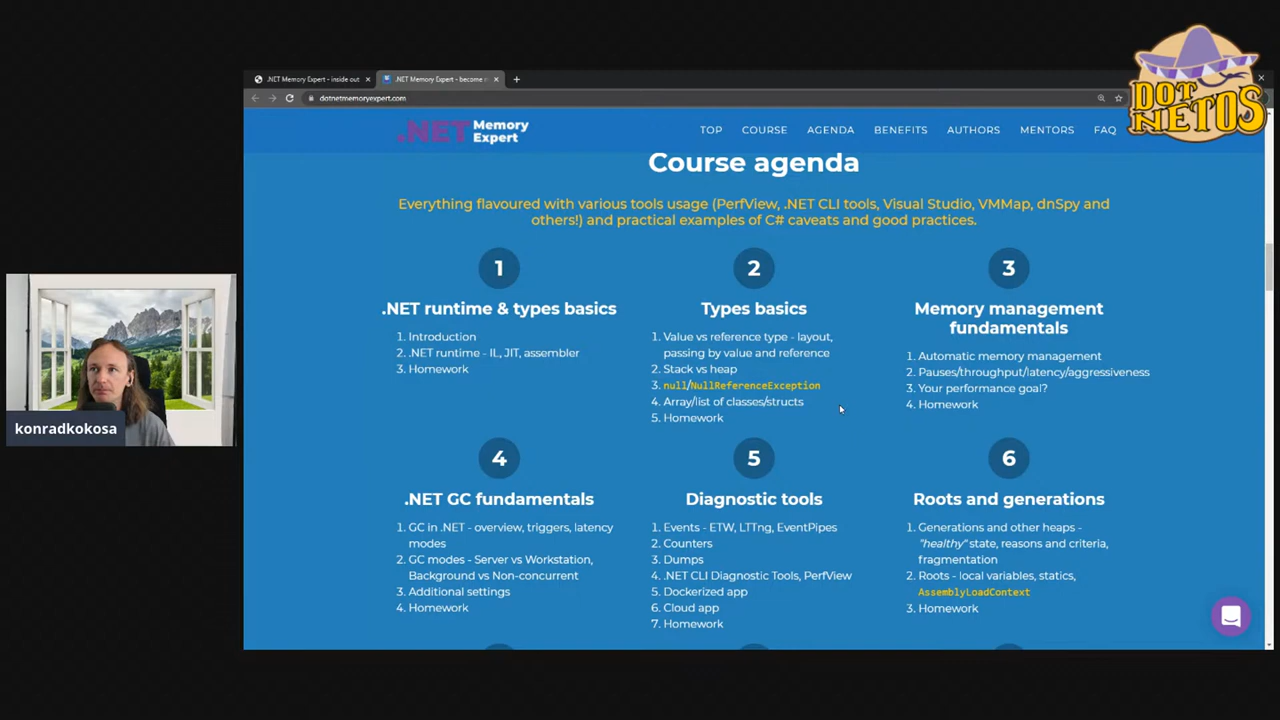 DOT
NETOS
.NET Memory Expert - inside out
.NET Memory Expert - become
dotnetmemoryexpert.com
.NET Memory
Expert
TOP COURSE AGENDA BENEFITS AUTHORS MENTORS FAQ
Course agenda
Everything flavoured with various tools usage (PerfView, .NET CLI tools, Visual Studio, VMMap, dnSpy and
others!) and practical examples of C# caveats and good practices.
1
.NET runtime & types basics
1. Introduction
2. .NET runtime - IL, JIT, assembler
3. Homework
2
Types basics
1. Value vs reference type - layout,
passing by value and reference
2. Stack vs heap
3. null/NullReferenceException
4. Array/list of classes/structs
5. Homework
3
Memory management
fundamentals
1. Automatic memory management
2. Pauses/throughput/latency/aggressiveness
3. Your performance goal?
4. Homework
konradkokosa
4
.NET GC fundamentals
1. GC in .NET - overview, triggers, latency
modes
2. GC modes - Server vs Workstation,
Background vs Non-concurrent
3. Additional settings
4. Homework
5
Diagnostic tools
1. Events - ETW, LTTng, EventPipes
2. Counters
3. Dumps
4. .NET CLI Diagnostic Tools, PerfView
5. Dockerized app
6. Cloud app
7. Homework
6
Roots and generations
1. Generations and other heaps -
"healthy" state, reasons and criteria,
fragmentation
2. Roots - local variables, statics,
AssemblyLoadContext
3. Homework